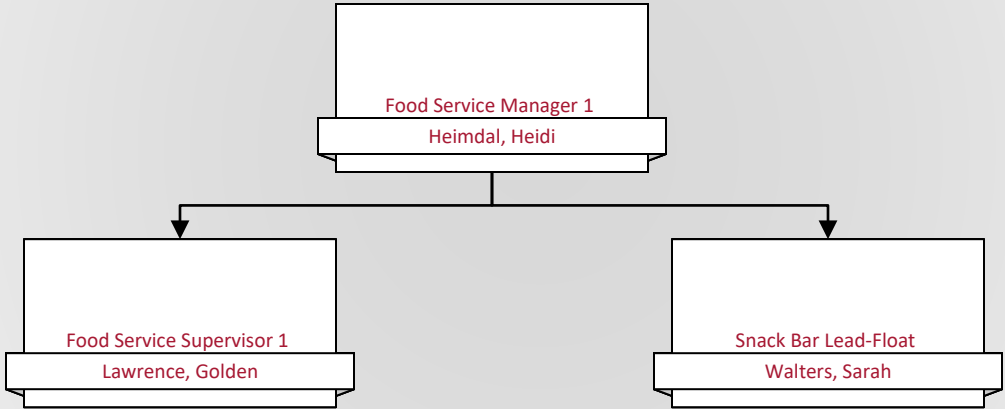 Food Service Manager 1
Heimdal, Heidi
Food Service Supervisor 1
Lawrence, Golden
Snack Bar Lead-Float
Walters, Sarah